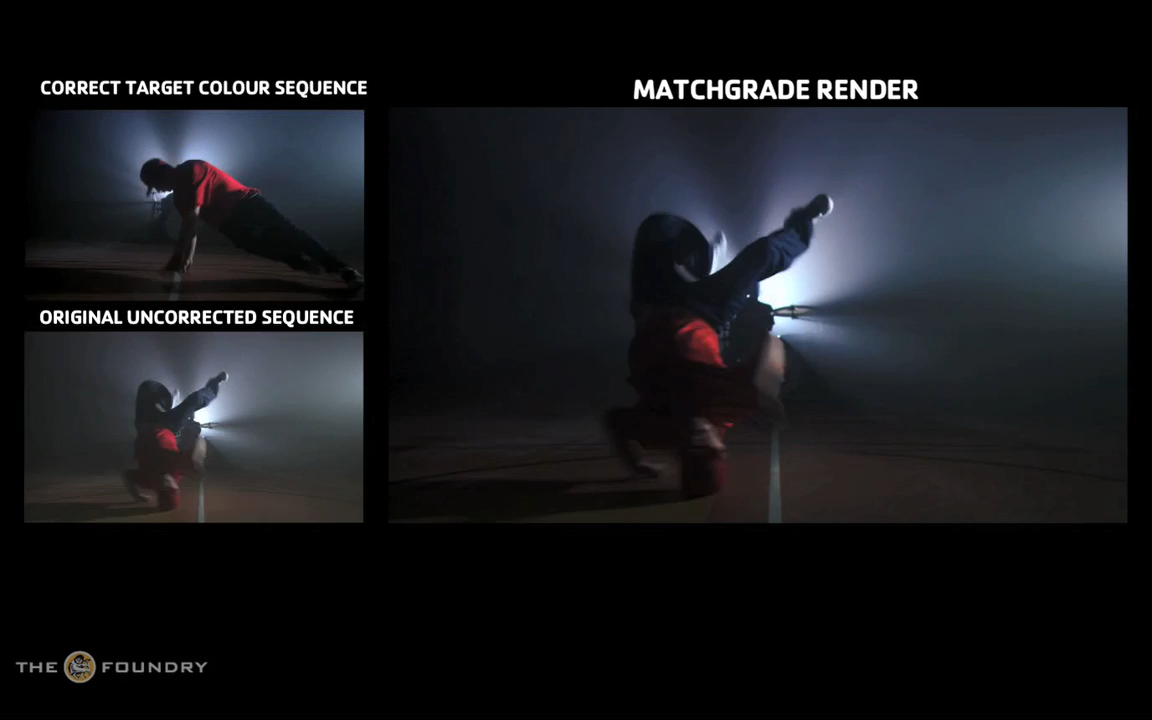 CORRECT TARGET COLOUR SEQUENCE
MATCHGRADE RENDER
ORIGINAL UNCORRECTED SEQUENCE
THE FOUNDRY